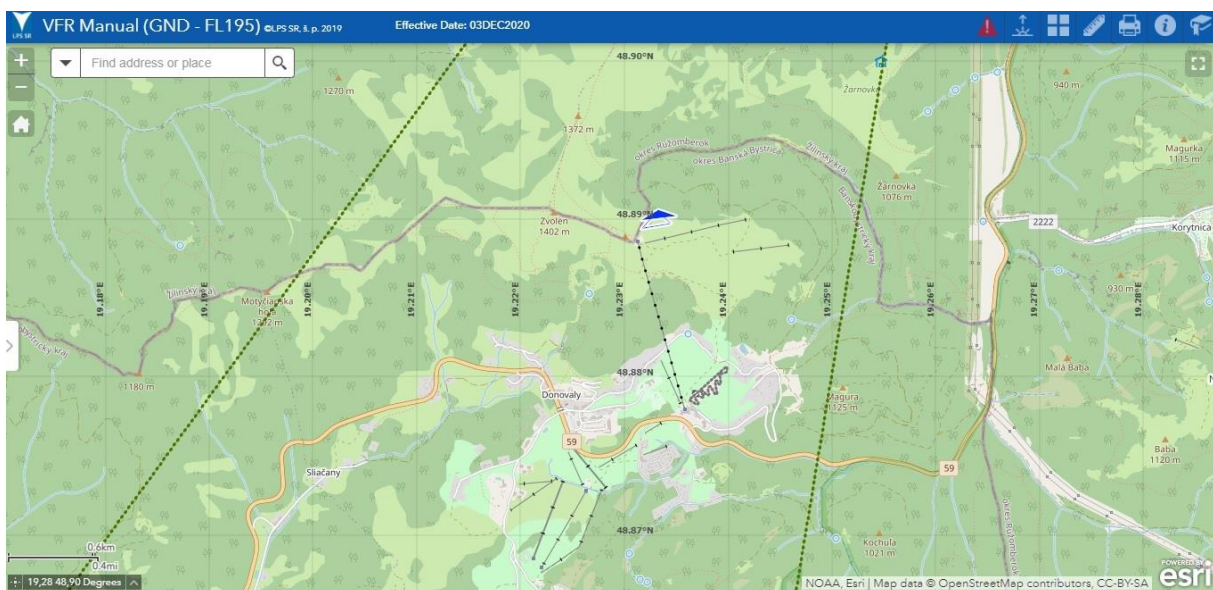 LPS SR
VFR Manual (GND - FL195) ©LPS SR, š. p. 2019
Effective Date: 03DEC2020
+
Find address or place
−
48.90°N
1270 m
1372 m
Žarnovka
940 m
Magurka
1115 m
okres Ružomberok
okres Banská Bystrica
Žilinský kraj
Banskobystrický kraj
Žarnovka
1076 m
48.89°N
Zvolen
1402 m
2222
Korytnica
Žilinský kraj
Motyčianska
hoľa
19.18°E
19.19°E
19.20°E
19.21°E
19.22°E
19.23°E
19.24°E
19.25°E
19.26°E
19.27°E
19.28°E
930 m
1180 m
48.88°N
Donovaly
Malá Baba
Magura
1125 m
59
Sliačany
59
Baba
1120 m
48.87°N
Kochula
1021 m
okres Ružomberok
0.6km
0.4mi
19,28 48,90 Degrees
NOAA, Esri | Map data © OpenStreetMap contributors, CC-BY-SA
POWERED BY
esri